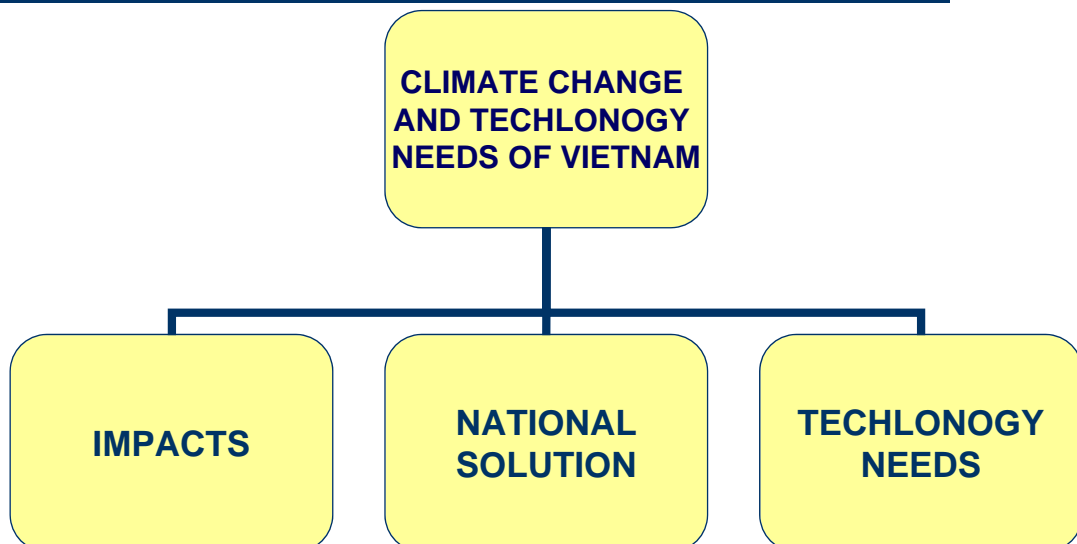 CLIMATE CHANGE
AND TECHLONOGY
NEEDS OF VIETNAM
IMPACTS
NATIONAL
SOLUTION
TECHLONOGY
NEEDS